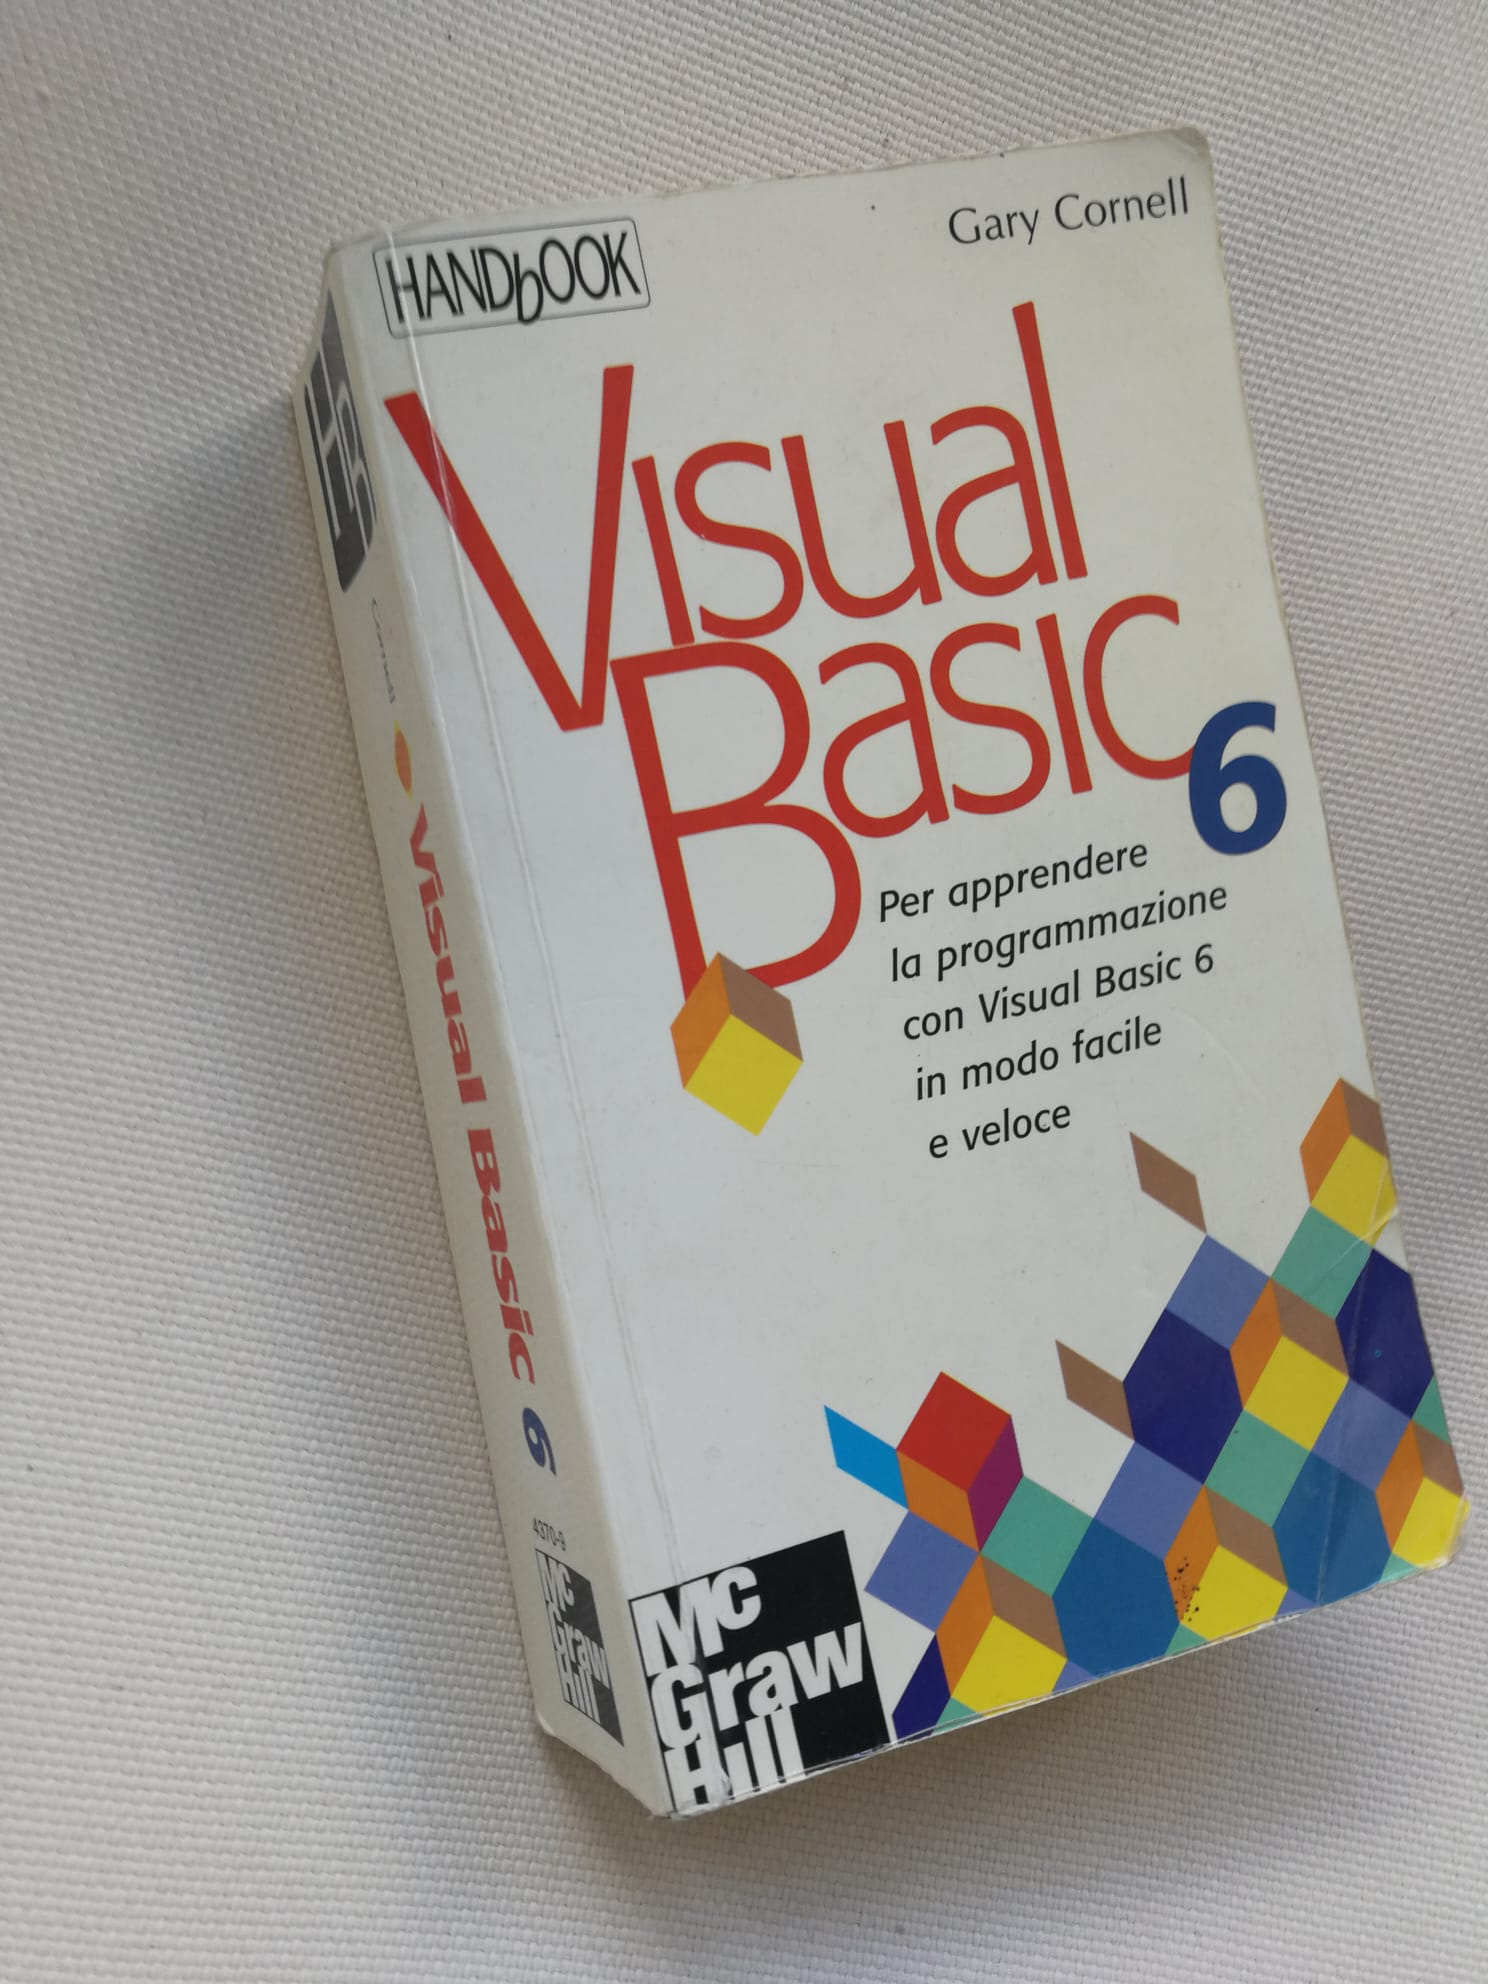 HANDbOOK
Gary Cornell
Visual
Basic 6
Per apprendere
la programmazione
con Visual Basic 6
in modo facile
e veloce
Mc
Graw
Hill
Cornell
Visual Basic 6
4370-9
Mc
Graw
Hill